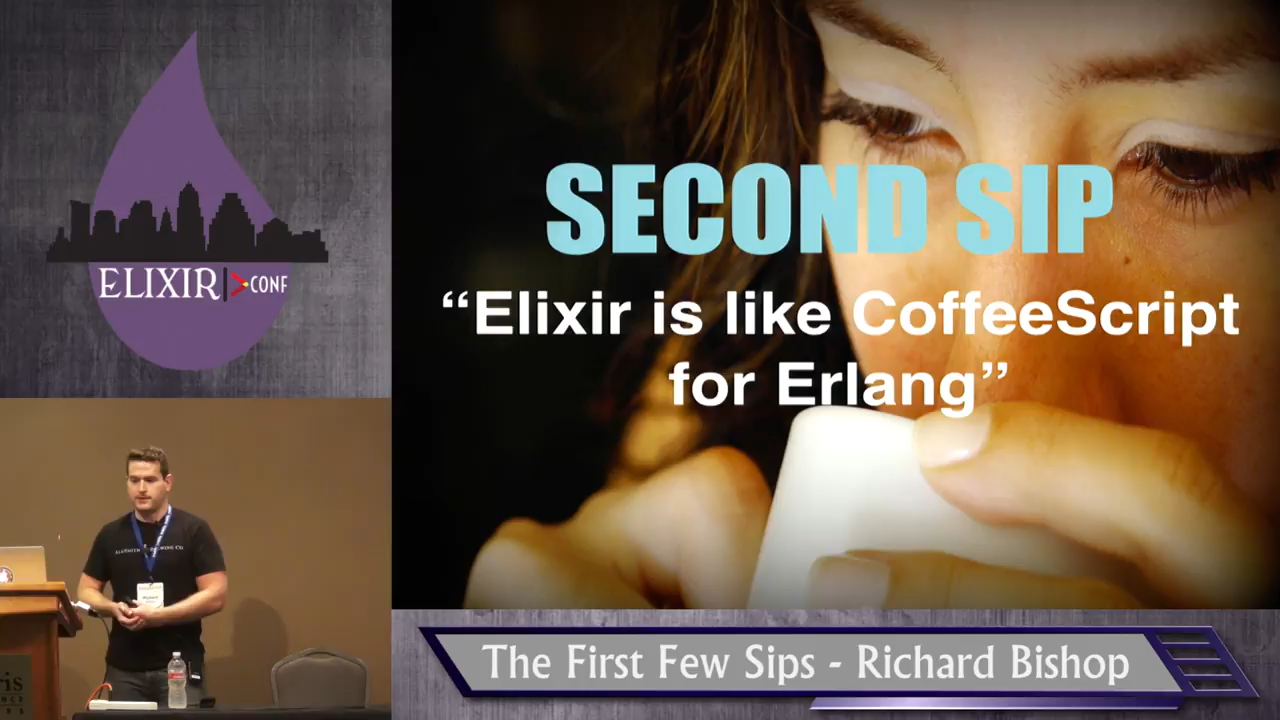 ELIXIR CONF
SECOND SIP
“Elixir is like CoffeeScript
for Erlang”
The First Few Sips - Richard Bishop